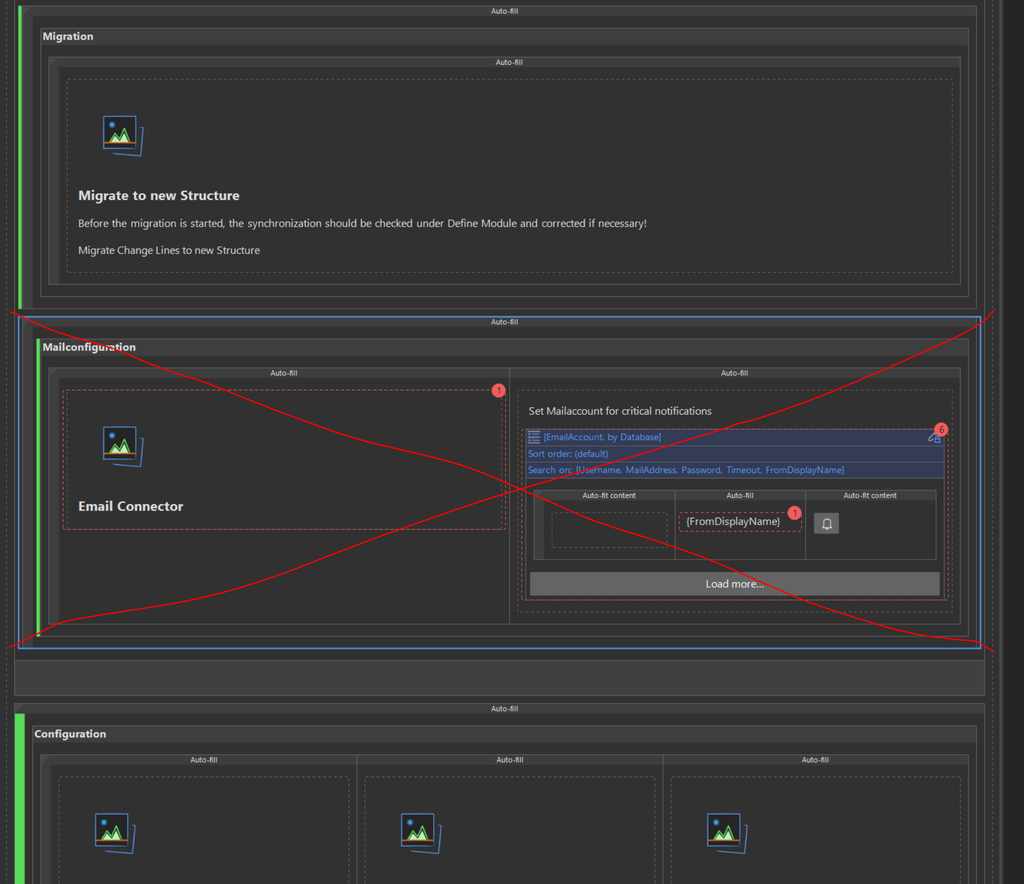 Auto-fill
Migration
Auto-fill
Migrate to new Structure
Before the migration is started, the synchronization should be checked under Define Module and corrected if necessary!
Migrate Change Lines to new Structure
Auto-fill
Mailconfiguration
Auto-fill
Auto-fill
1
Set Mailaccount for critical notifications
6
[EmailAccount, by Database]
Sort order: (default)
Search on: [Username, MailAddress, Password, Timeout, FromDisplayName]
Auto-fit content
Auto-fill
Auto-fit content
Email Connector
1
{FromDisplayName}
Load more...
Auto-fill
Configuration
Auto-fill
Auto-fill
Auto-fill